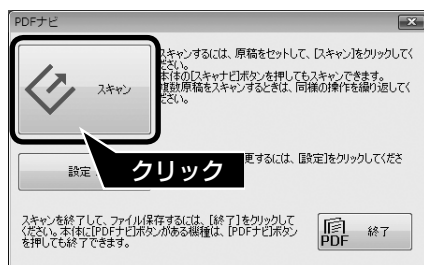 PDFナビ
スキャンするには、原稿をセットして、[スキャン]をクリックしてく
ださい。
本体の[スキャナビ]ボタンを押してもスキャンできます。
複数原稿をスキャンするときは、同様の操作を繰り返してく
ださい。
スキャン
クリック
設定
更するには、[設定]をクリックしてくださ
スキャンを終了して、ファイル保存するには、[終了]をクリックして
ください。本体に[PDFナビ]ボタンがある機種は、[PDFナビ]ボタン
を押しても終了できます。
PDF 終了